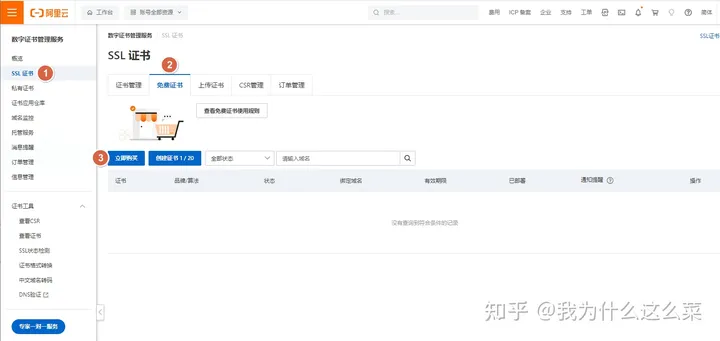 阿里云 工作台 账号全部资源 搜索... 费用 ICP 备案 企业 支持 工单 简体
数字证书管理服务
概览
SSL 证书 1
私有证书
证书应用仓库
域名监控
托管服务
消息提醒
订单管理
信息管理
证书工具
查看CSR
查看证书
SSL状态检测
证书格式转换
中文域名转码
DNS验证
专家一对一服务
数字证书管理服务 / SSL 证书
SSL证书
SSL 证书
2
证书管理 免费证书 上传证书 CSR管理 订单管理
查看免费证书使用规则
3 立即购买 创建证书 1 / 20 全部状态 请输入域名
证书 品牌/算法 状态 绑定域名 有效期限 已部署 通知提醒 操作
没有查询到符合条件的记录
知乎 @我为什么这么菜